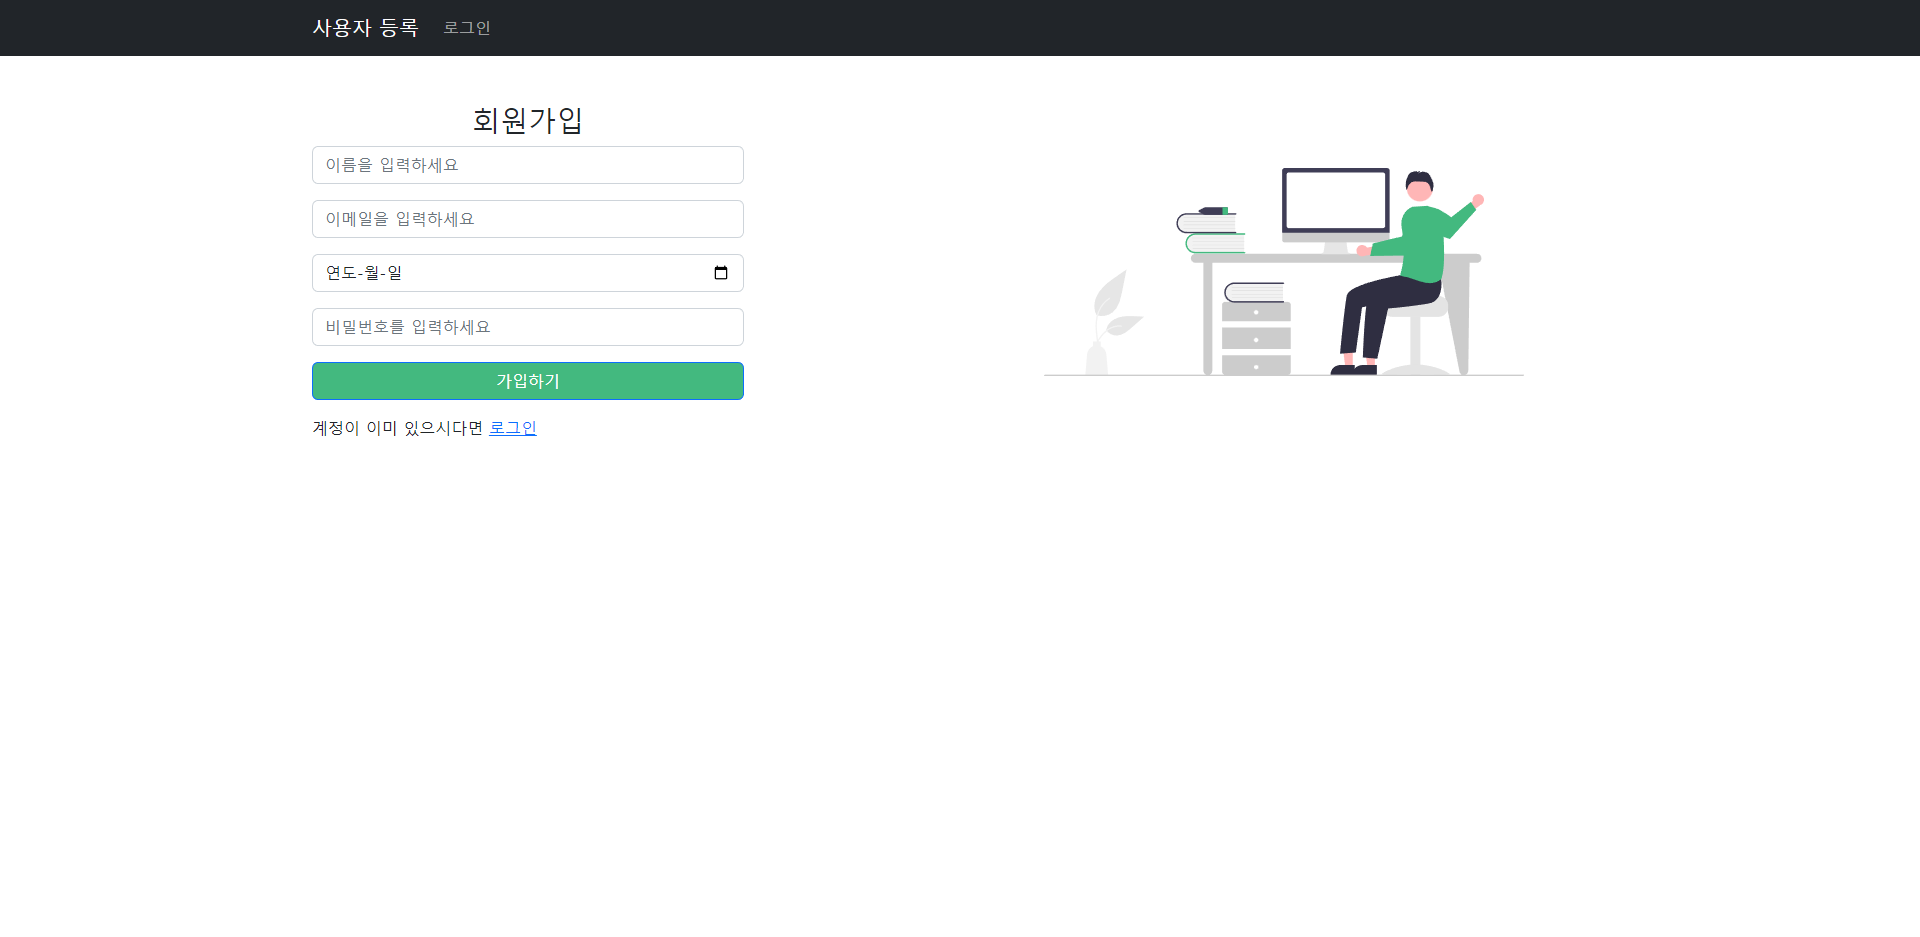 사용자 등록 로그인
회원가입
이름을 입력하세요
이메일을 입력하세요
연도-월-일
비밀번호를 입력하세요
가입하기
계정이 이미 있으시다면 로그인